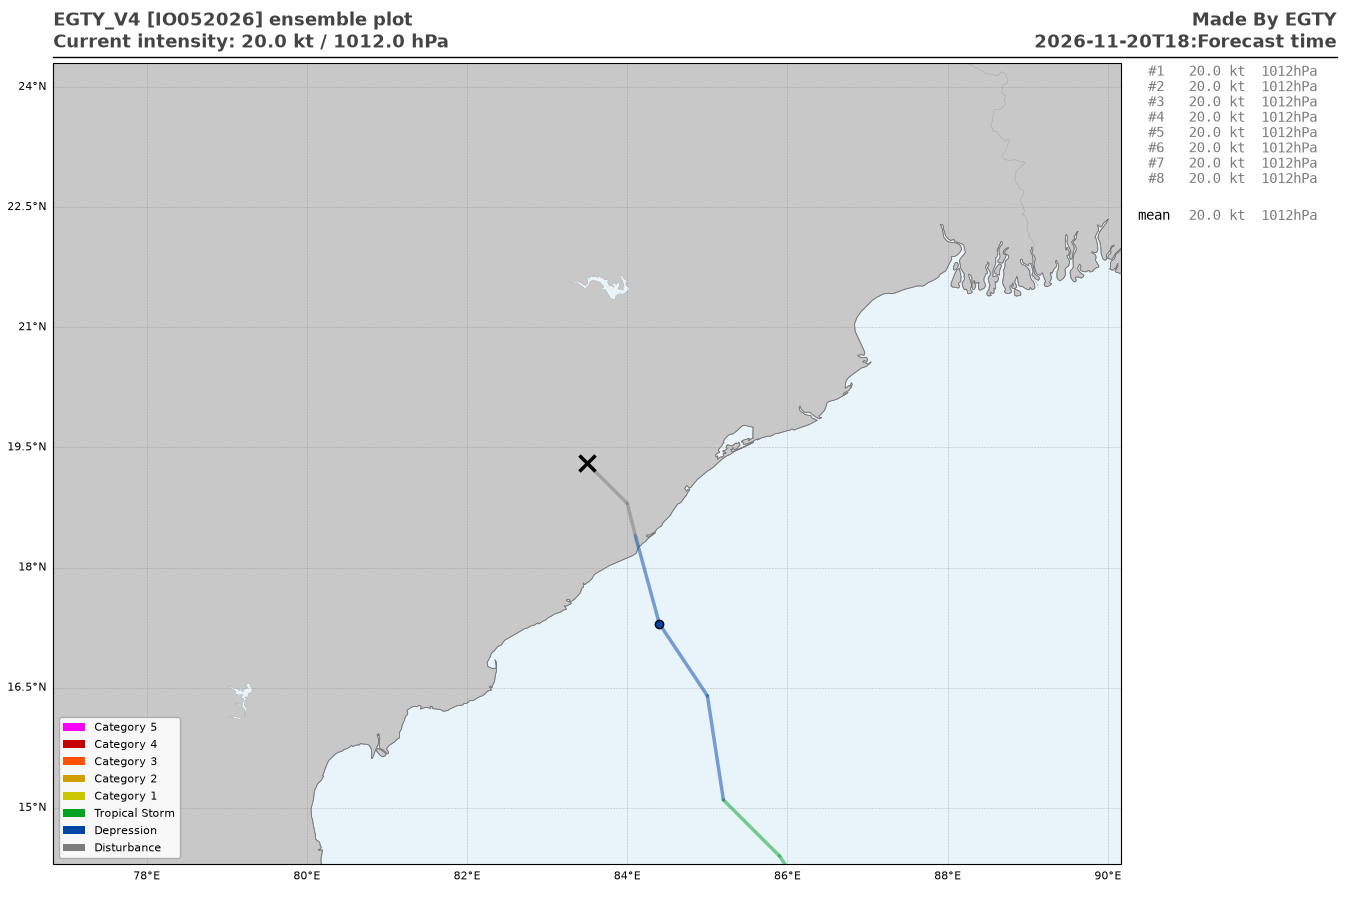 EGTY_V4 [IO052026] ensemble plot
Current intensity: 20.0 kt / 1012.0 hPa
Made By EGTY
2026-11-20T18:Forecast time
#1 20.0 kt 1012hPa
#2 20.0 kt 1012hPa
#3 20.0 kt 1012hPa
#4 20.0 kt 1012hPa
#5 20.0 kt 1012hPa
#6 20.0 kt 1012hPa
#7 20.0 kt 1012hPa
#8 20.0 kt 1012hPa
mean 20.0 kt 1012hPa
24°N
22.5°N
21°N
19.5°N
18°N
16.5°N
15°N
Category 5
Category 4
Category 3
Category 2
Category 1
Tropical Storm
Depression
Disturbance
78°E
80°E
82°E
84°E
86°E
88°E
90°E